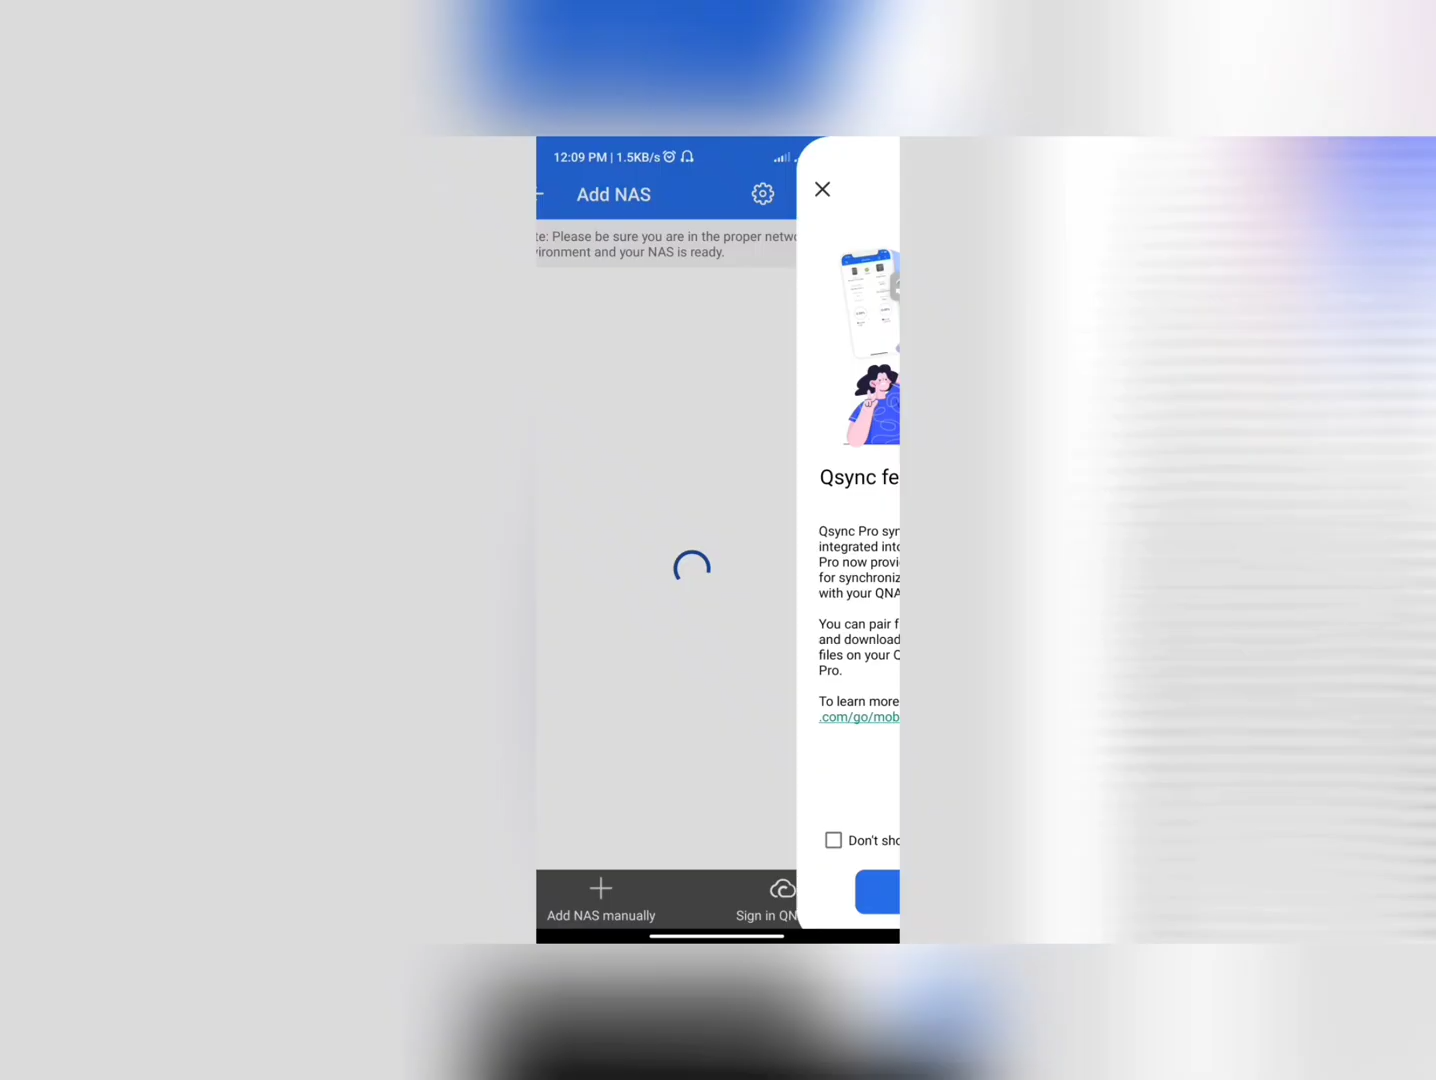 12:09 PM | 1.5KB/s
Add NAS
te: Please be sure you are in the proper netwo
vironment and your NAS is ready.
Qsync fe
Qsync Pro syn
integrated into
Pro now provi
for synchroniz
with your QNA
You can pair f
and download
files on your Q
Pro.
To learn more
.com/go/mob
Don't sho
Add NAS manually
Sign in QN